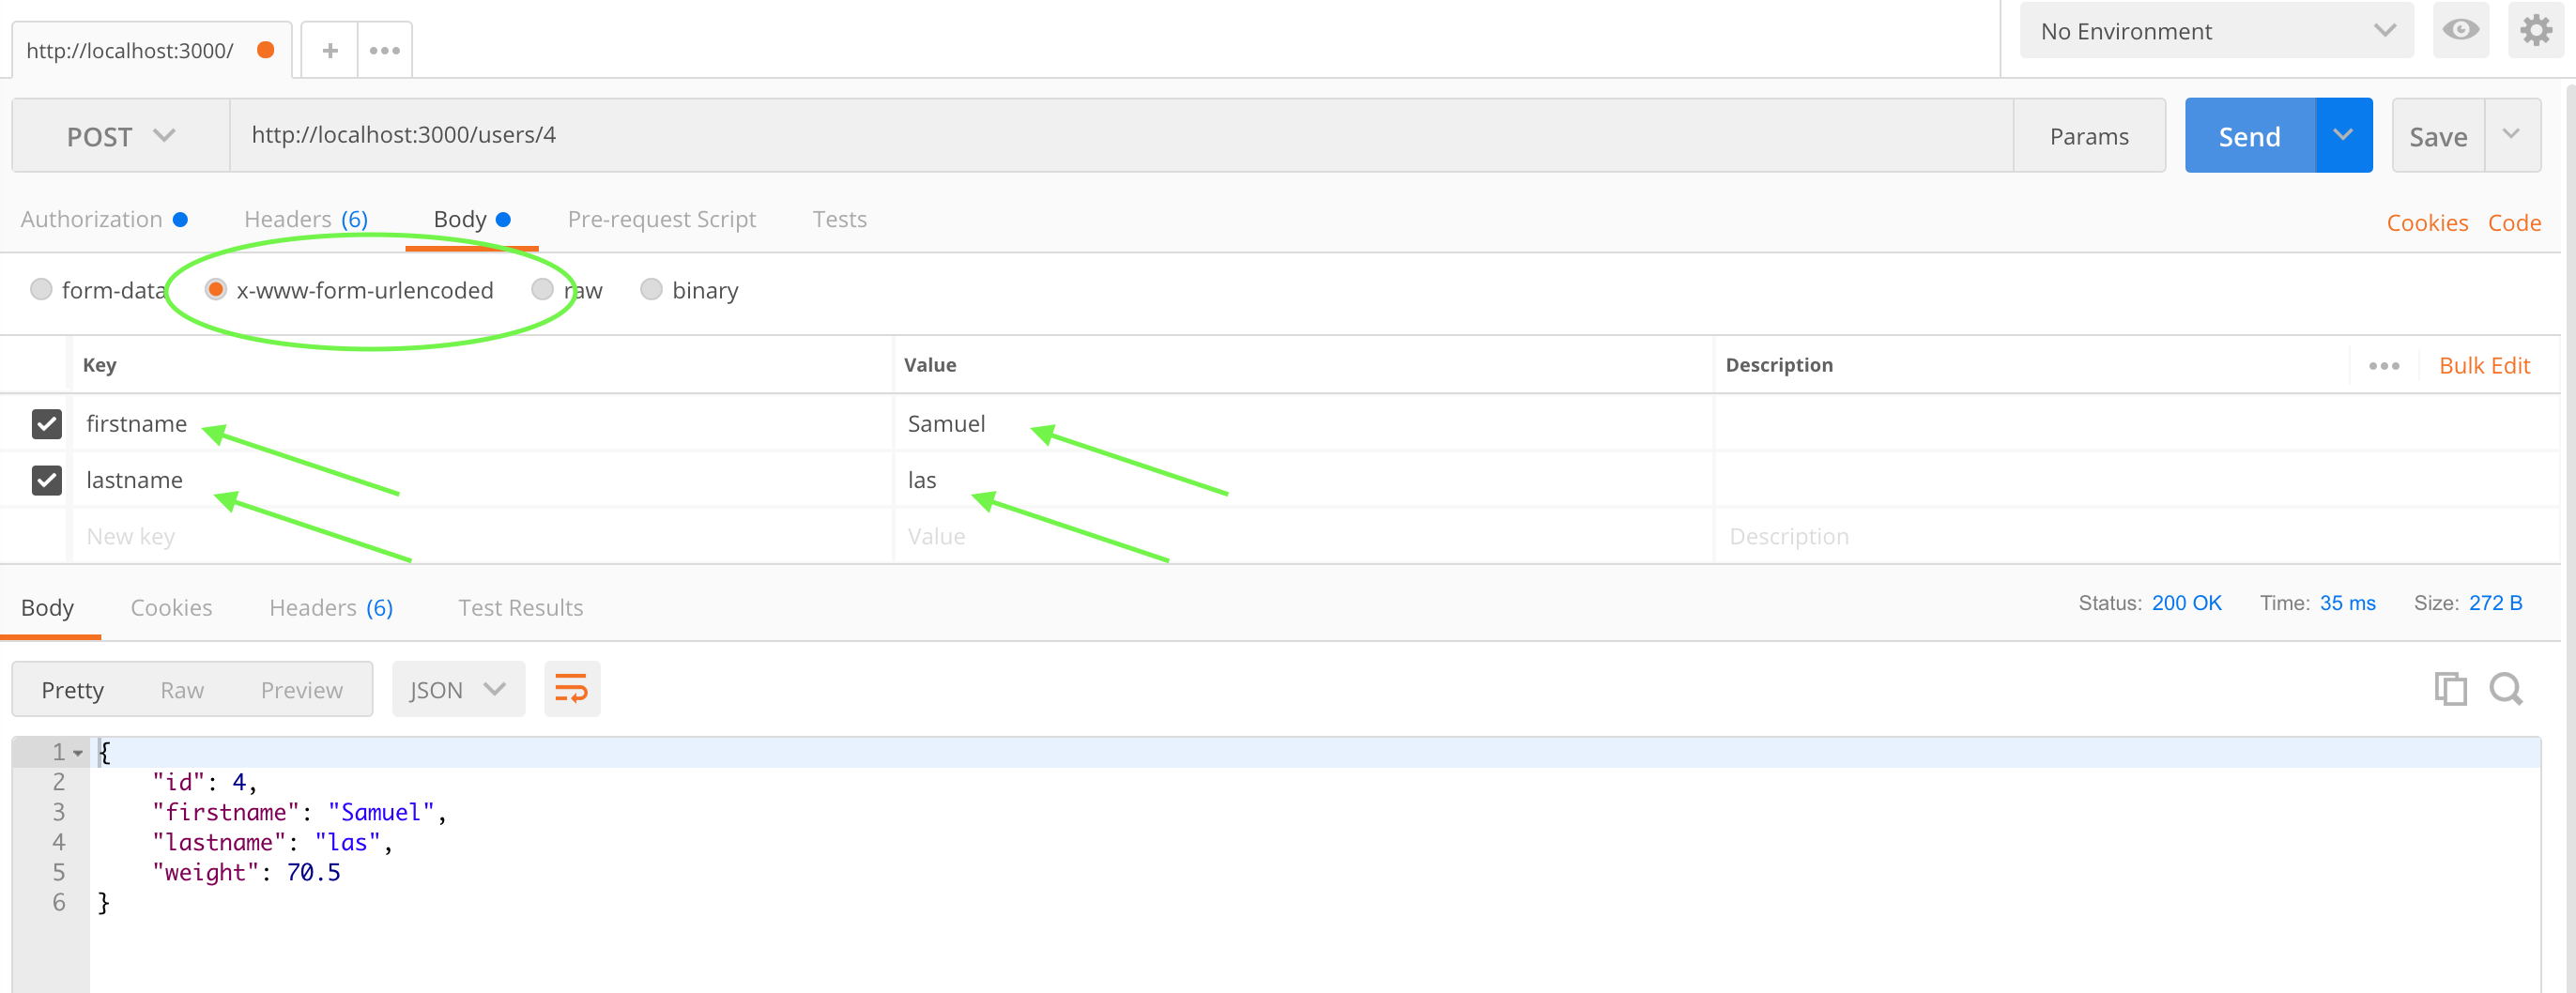 http://localhost:3000/
No Environment
POST http://localhost:3000/users/4 Params Send Save
Authorization Headers (6) Body Pre-request Script Tests Cookies Code
form-data x-www-form-urlencoded raw binary
Key Value Description Bulk Edit
firstname Samuel
lastname las
New key Value Description
Body Cookies Headers (6) Test Results Status: 200 OK Time: 35 ms Size: 272 B
Pretty Raw Preview JSON
1 {
2 "id": 4,
3 "firstname": "Samuel",
4 "lastname": "las",
5 "weight": 70.5
6 }